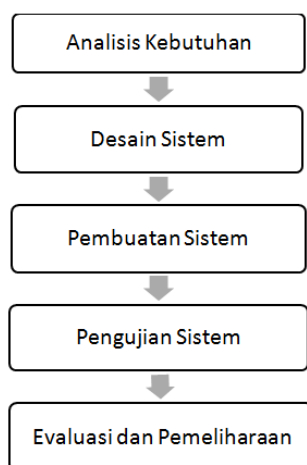 Analisis Kebutuhan
Desain Sistem
Pembuatan Sistem
Pengujian Sistem
Evaluasi dan Pemeliharaan